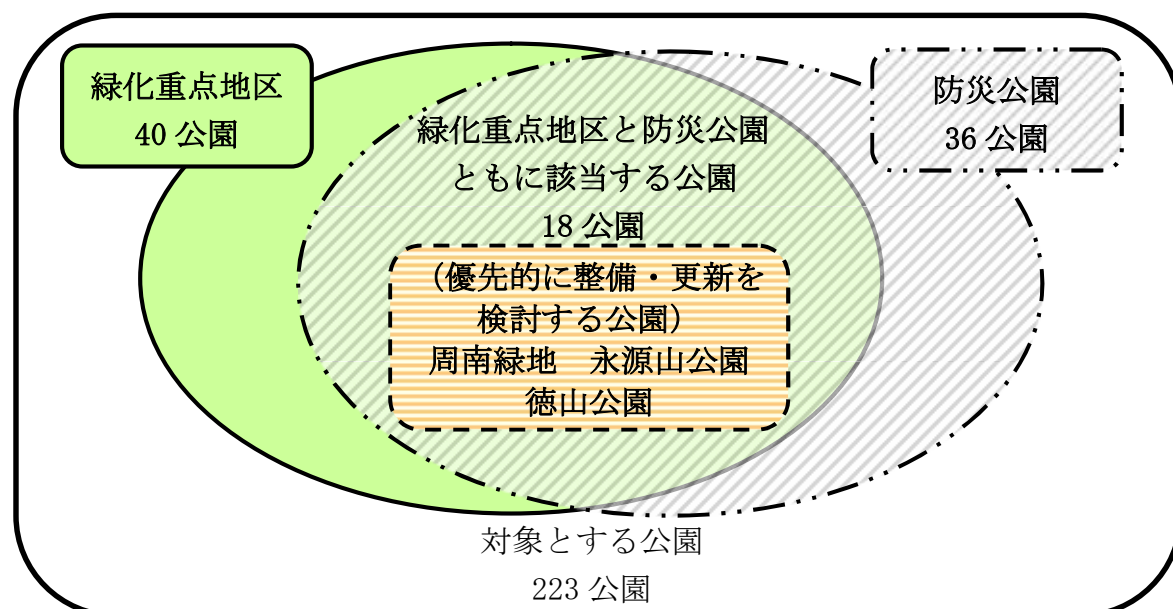 緑化重点地区
40 公園
防災公園
36 公園
緑化重点地区と防災公園
ともに該当する公園
18 公園
（優先的に整備・更新を
検討する公園）
周南緑地　永源山公園
徳山公園
対象とする公園
223 公園